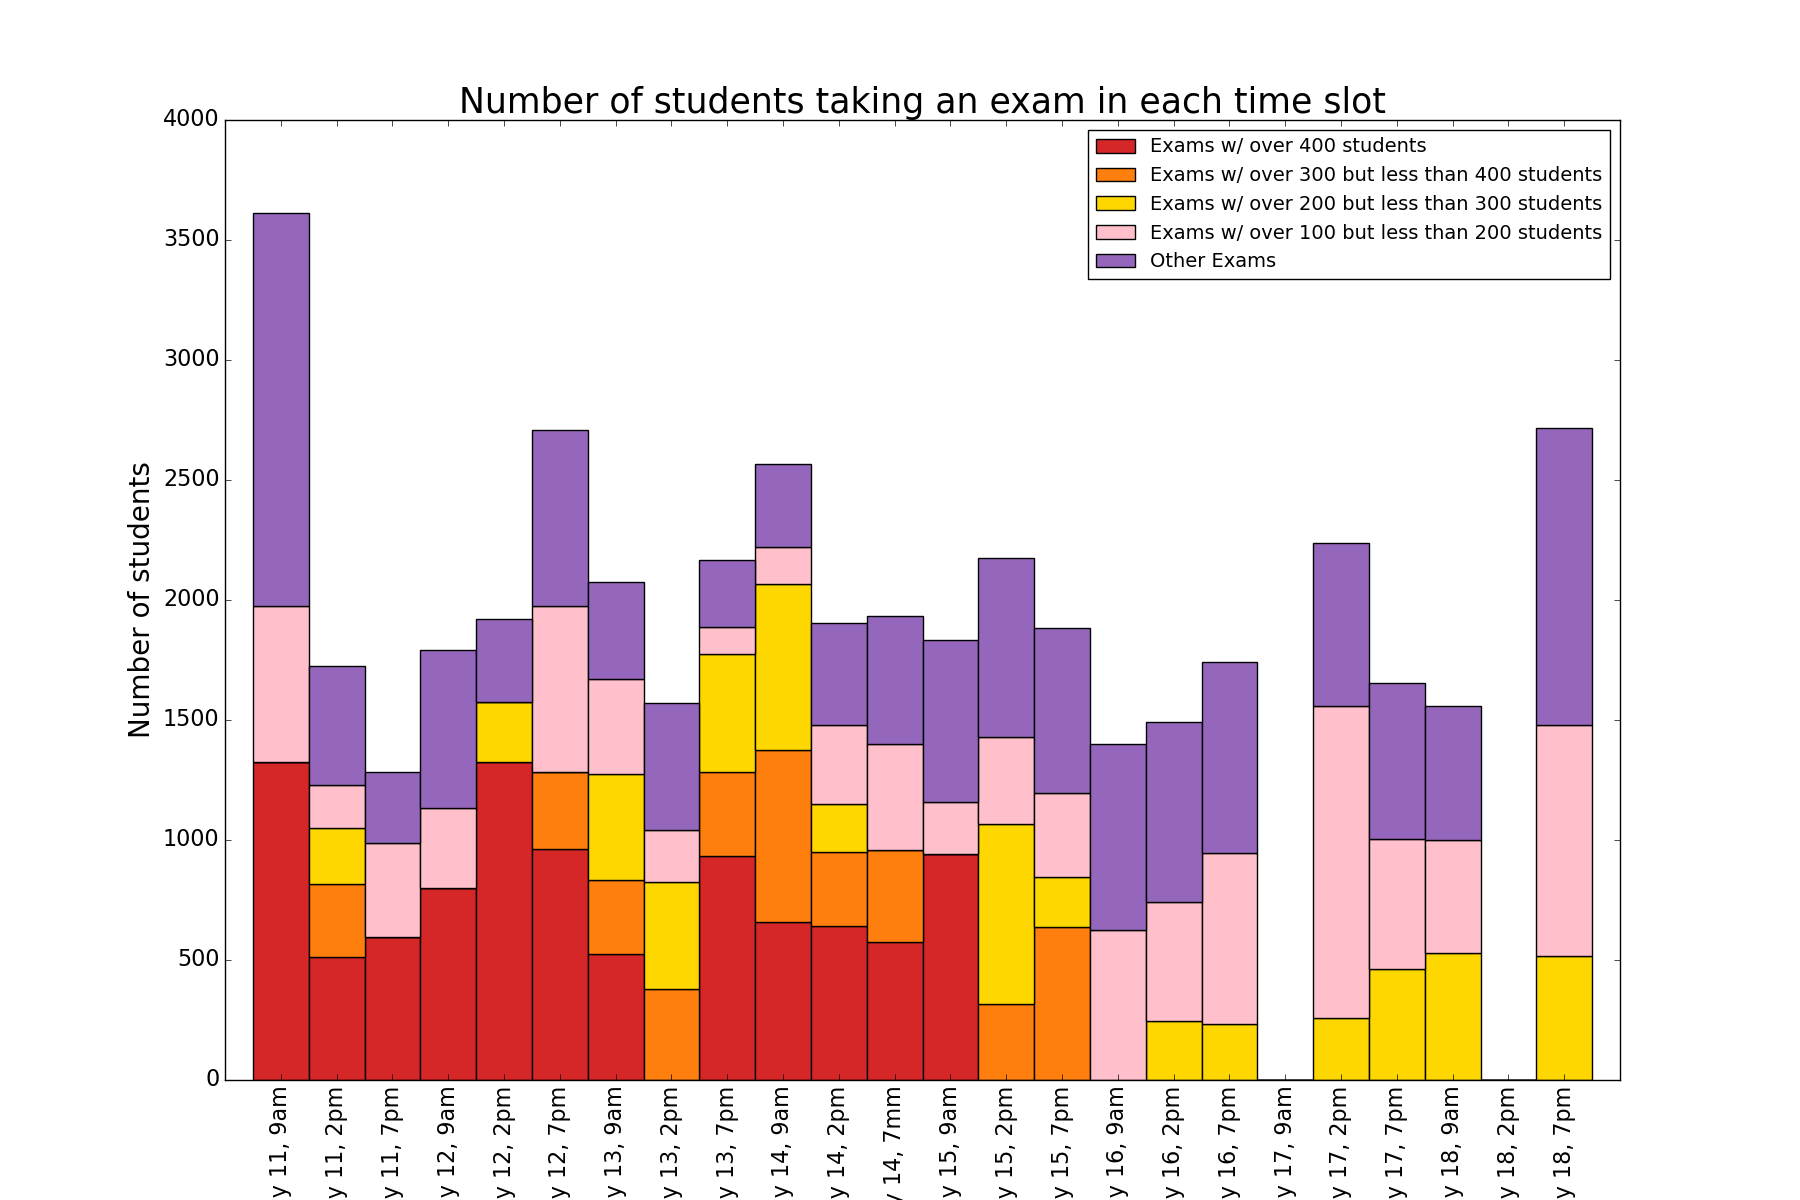 Number of students taking an exam in each time slot
Number of students
4000
3500
3000
2500
2000
1500
1000
500
0
Exams w/ over 400 students
Exams w/ over 300 but less than 400 students
Exams w/ over 200 but less than 300 students
Exams w/ over 100 but less than 200 students
Other Exams
y 11, 9am
y 11, 2pm
y 11, 7pm
y 12, 9am
y 12, 2pm
y 12, 7pm
y 13, 9am
y 13, 2pm
y 13, 7pm
y 14, 9am
y 14, 2pm
y 14, 7mm
y 15, 9am
y 15, 2pm
y 15, 7pm
y 16, 9am
y 16, 2pm
y 16, 7pm
y 17, 9am
y 17, 2pm
y 17, 7pm
y 18, 9am
y 18, 2pm
y 18, 7pm